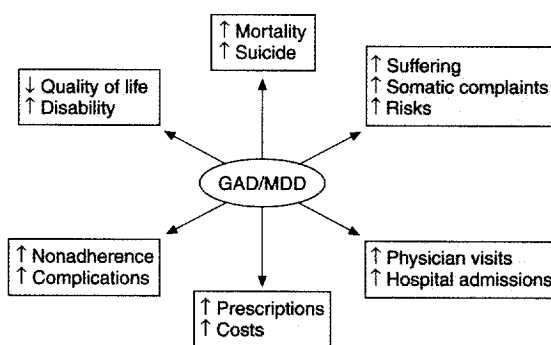 ↑ Mortality
↑ Suicide
↓ Quality of life
↑ Disability
↑ Suffering
↑ Somatic complaints
↑ Risks
GAD/MDD
↑ Nonadherence
↑ Complications
↑ Prescriptions
↑ Costs
↑ Physician visits
↑ Hospital admissions